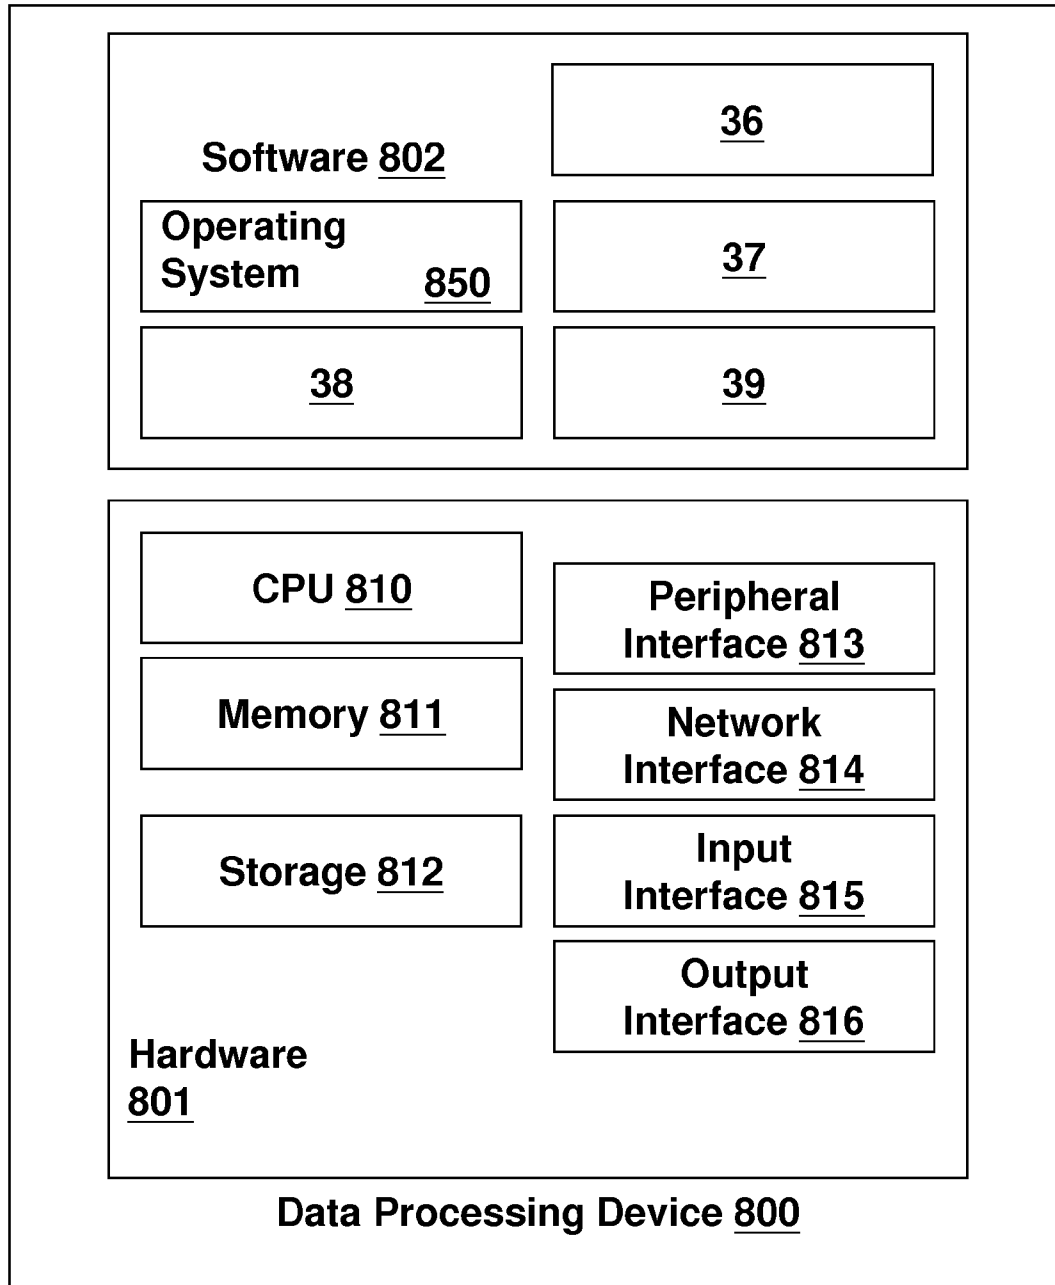 36
Software 802
Operating
System 850
37
38
39
CPU 810
Peripheral
Interface 813
Memory 811
Network
Interface 814
Storage 812
Input
Interface 815
Output
Interface 816
Hardware
801
Data Processing Device 800